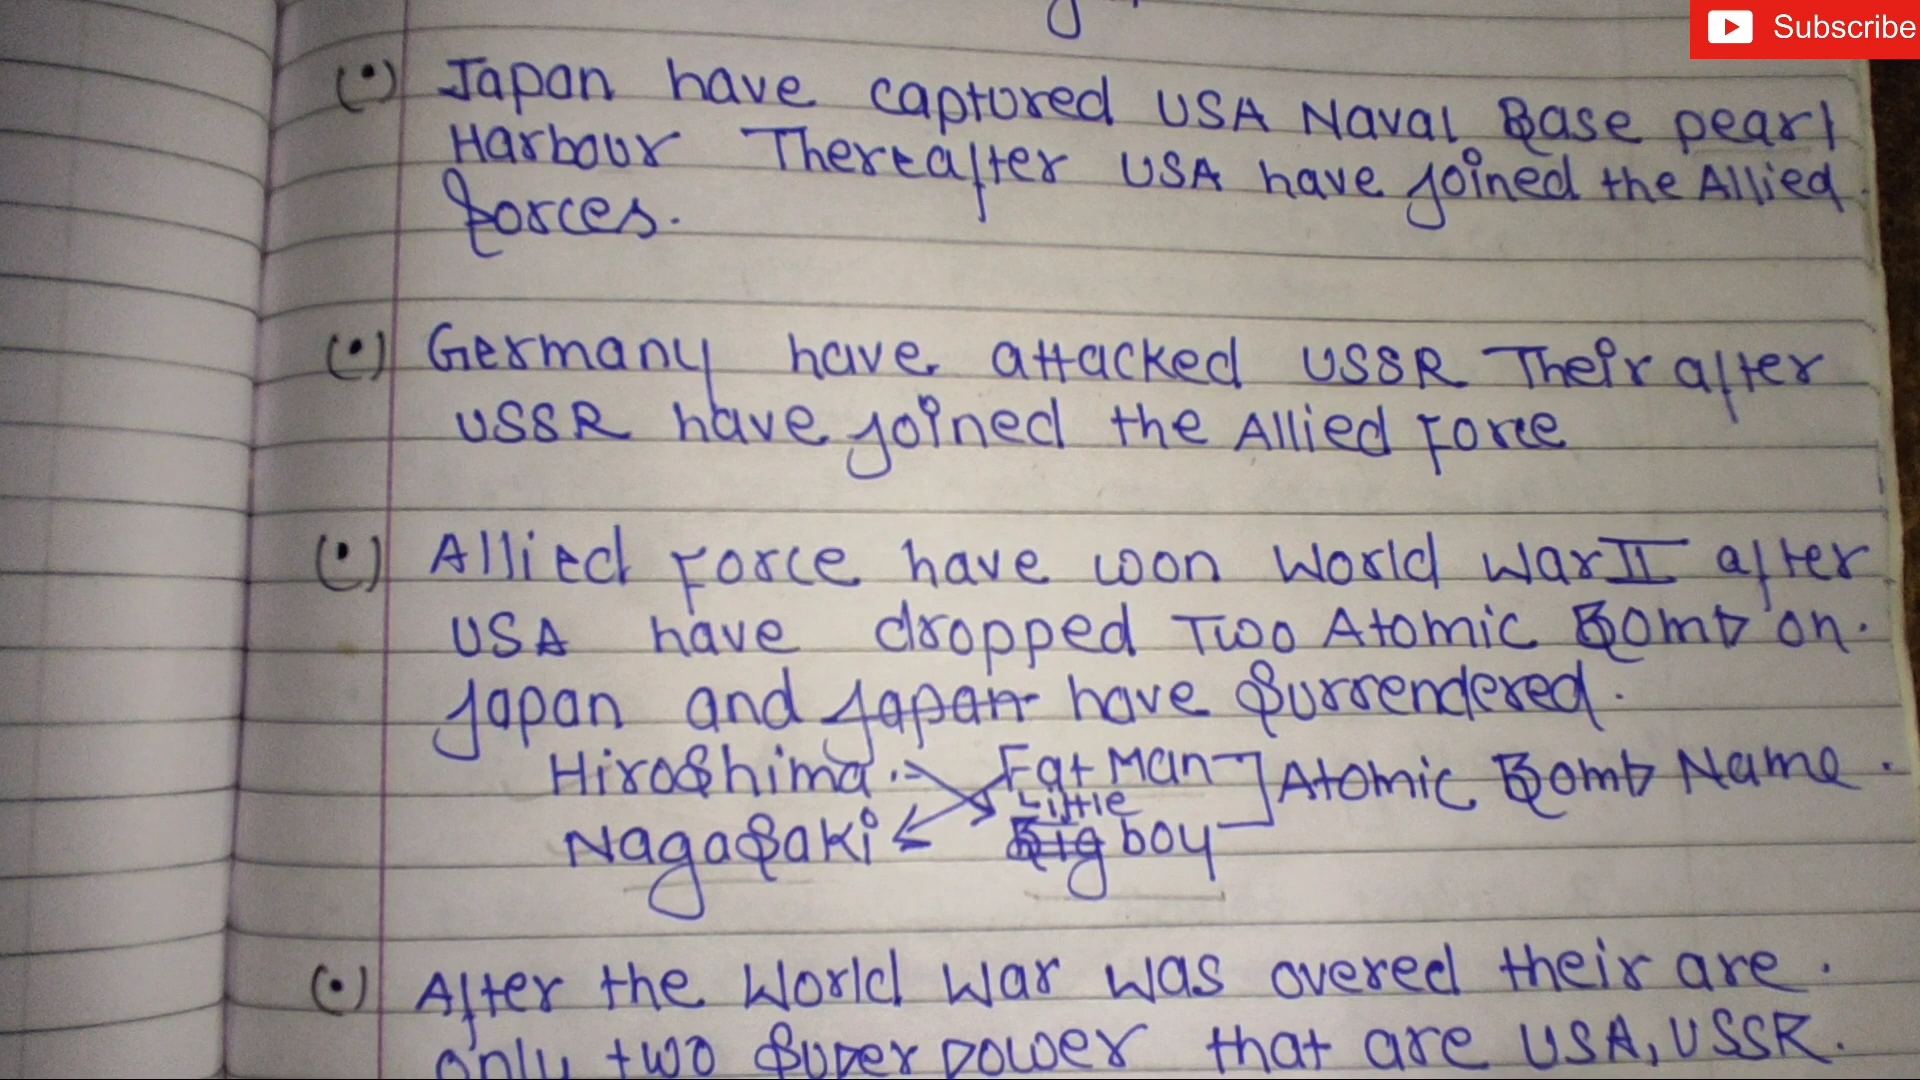 Subscribe
(•) Japan have captured USA Naval Base pearl
Harbour Thereafter USA have joined the Allied
forces.
(•) Germany have attacked USSR Their after
USSR have joined the Allied Force
(•) Allied Force have won World War II after
USA have dropped Two Atomic Bomb on.
Japan and Japan have Surrendered.
Hiroshima Fat Man Atomic Bomb Name.
Little
Nagasaki Big boy
(•) After the World War was overed their are.
only two Super power that are USA, USSR.